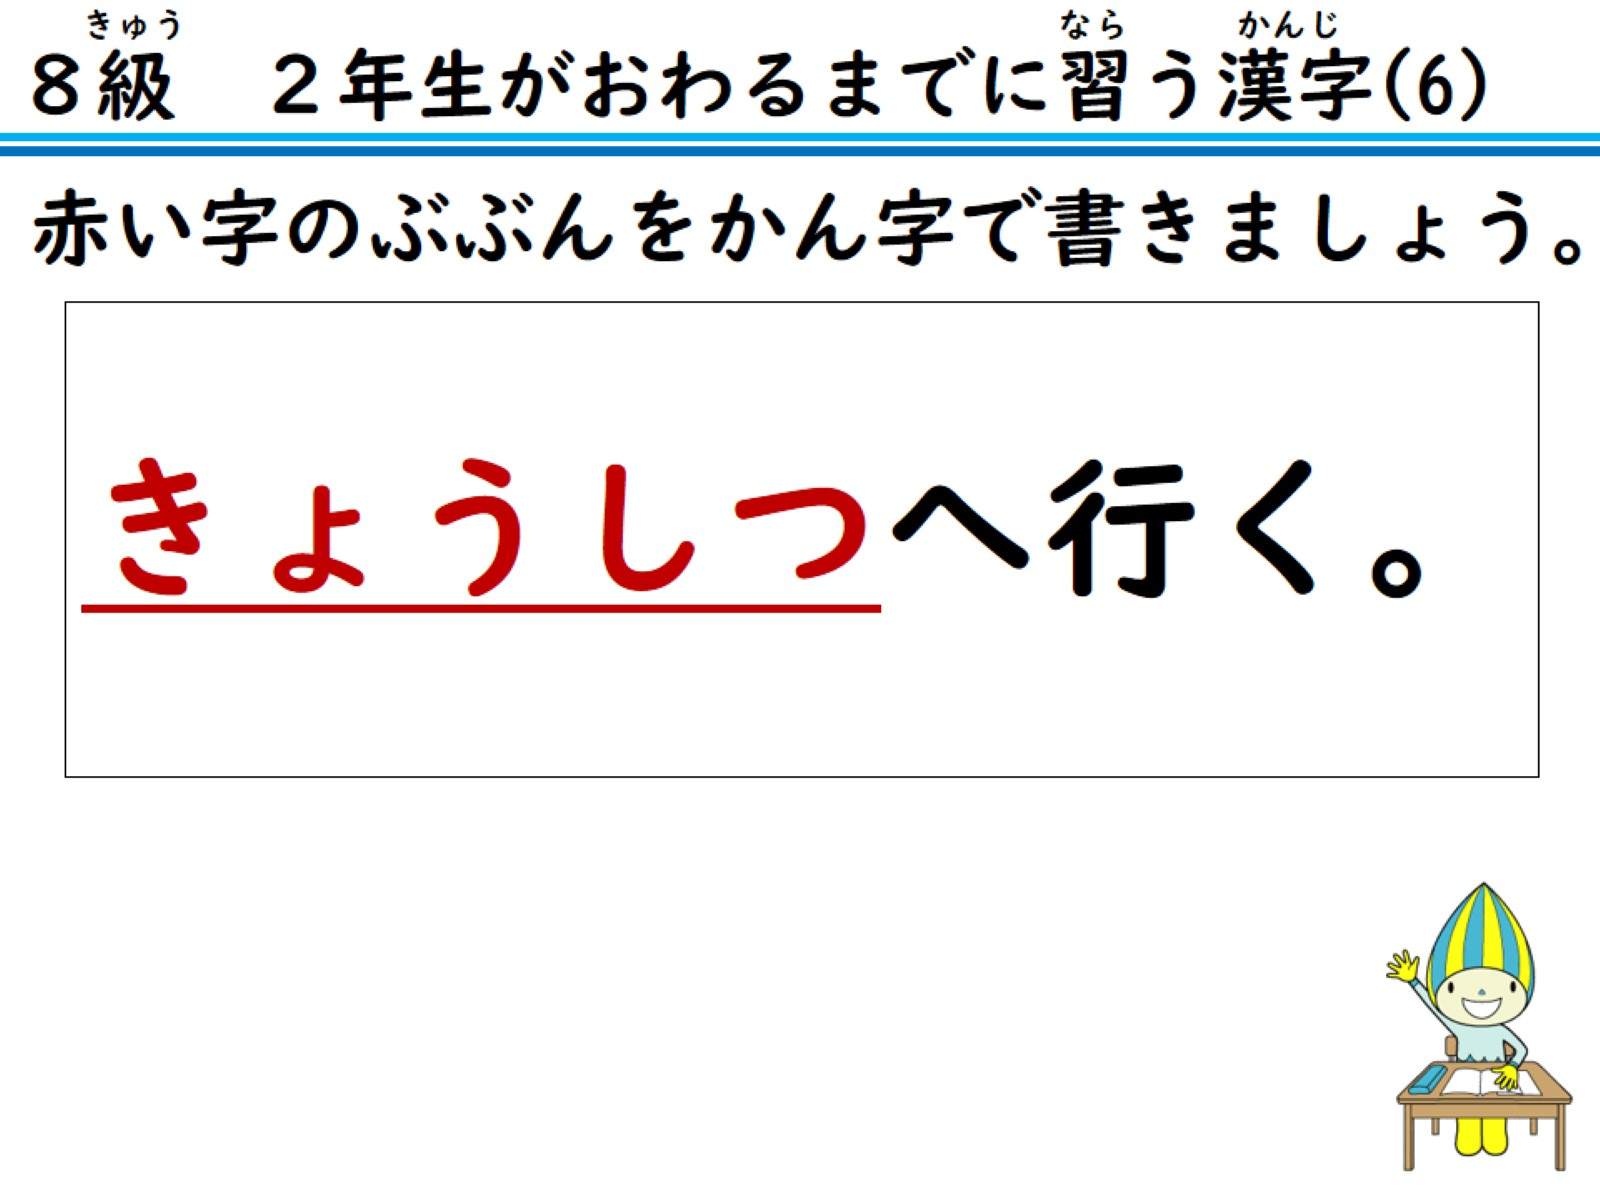 きゅう なら かんじ
８級　２年生がおわるまでに習う漢字(6)
赤い字のぶぶんをかん字で書きましょう。
きょうしつへ行く。